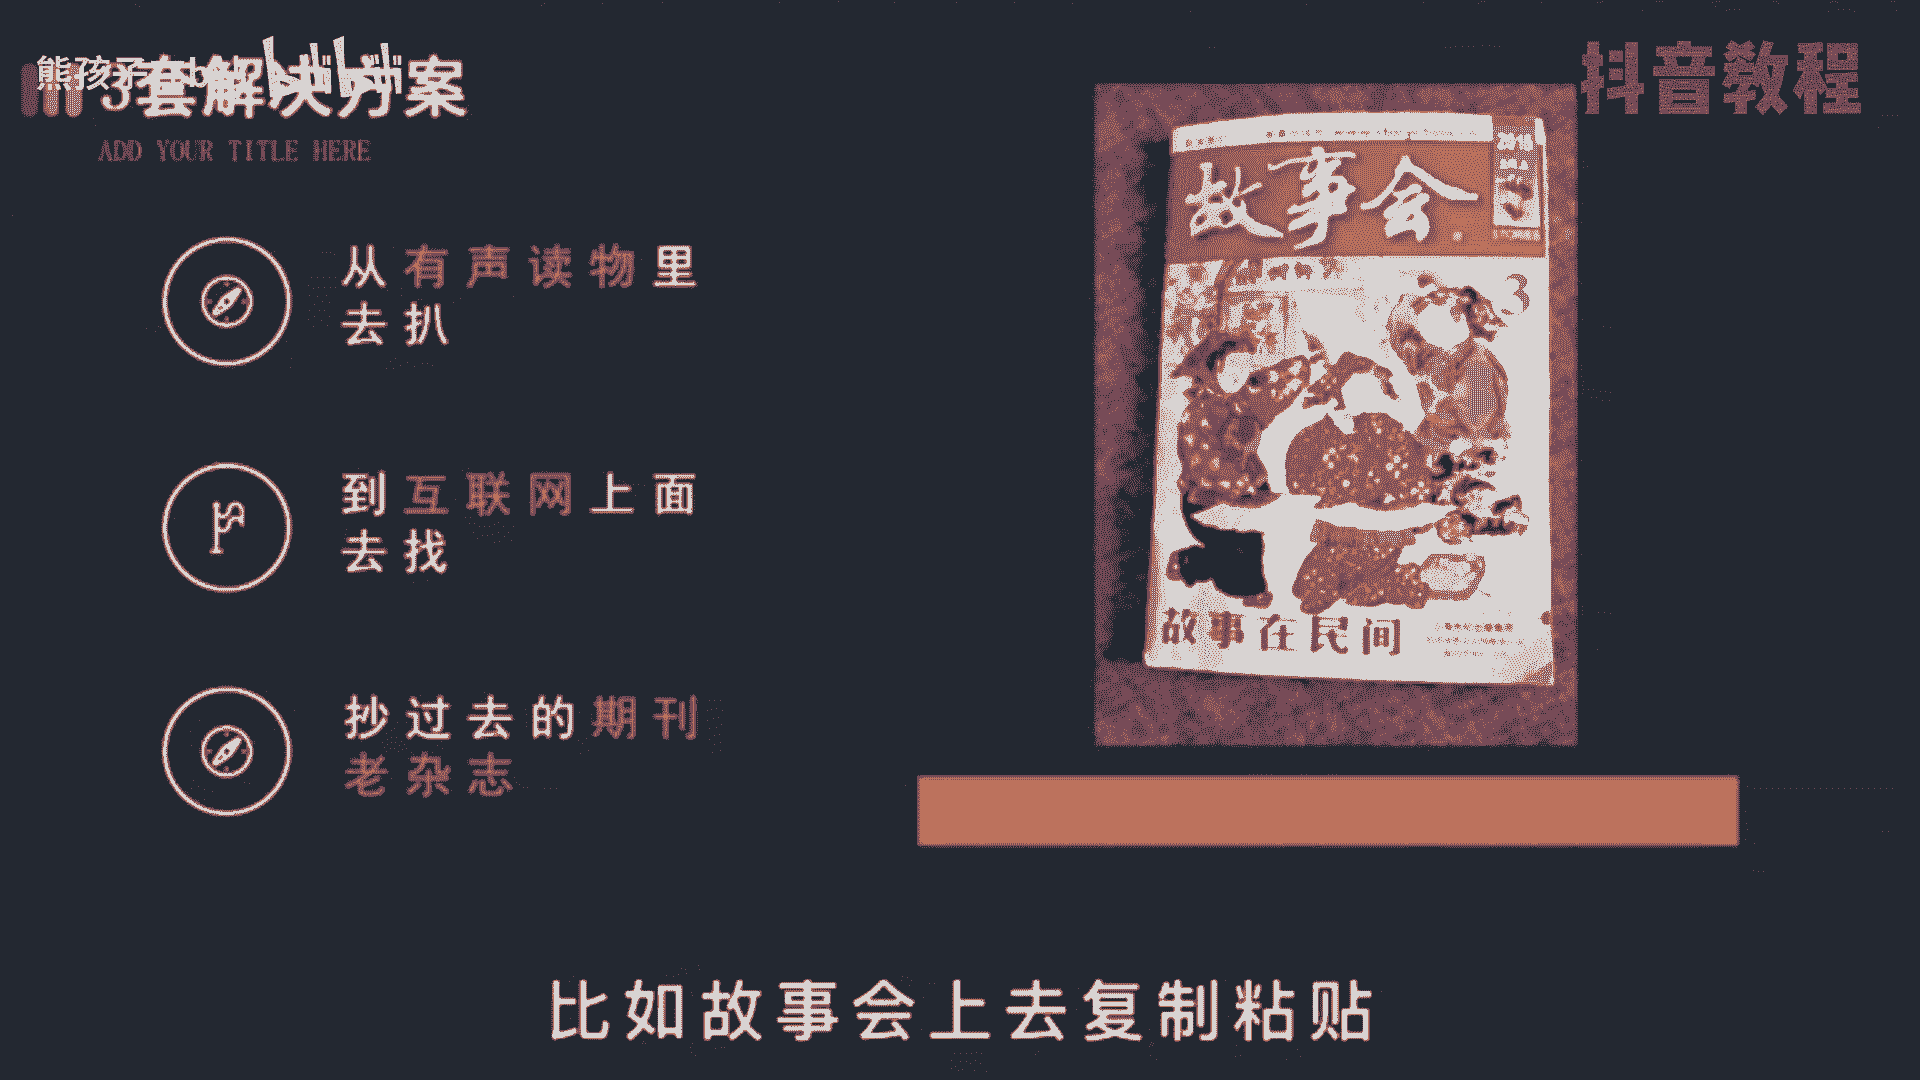 熊孩子
3套解决方案
ADD YOUR TITLE HERE
抖音教程
从有声读物里
去扒
到互联网上面
去找
抄过去的期刊
老杂志
故事会
3
故事在民间
比如故事会上去复制粘贴